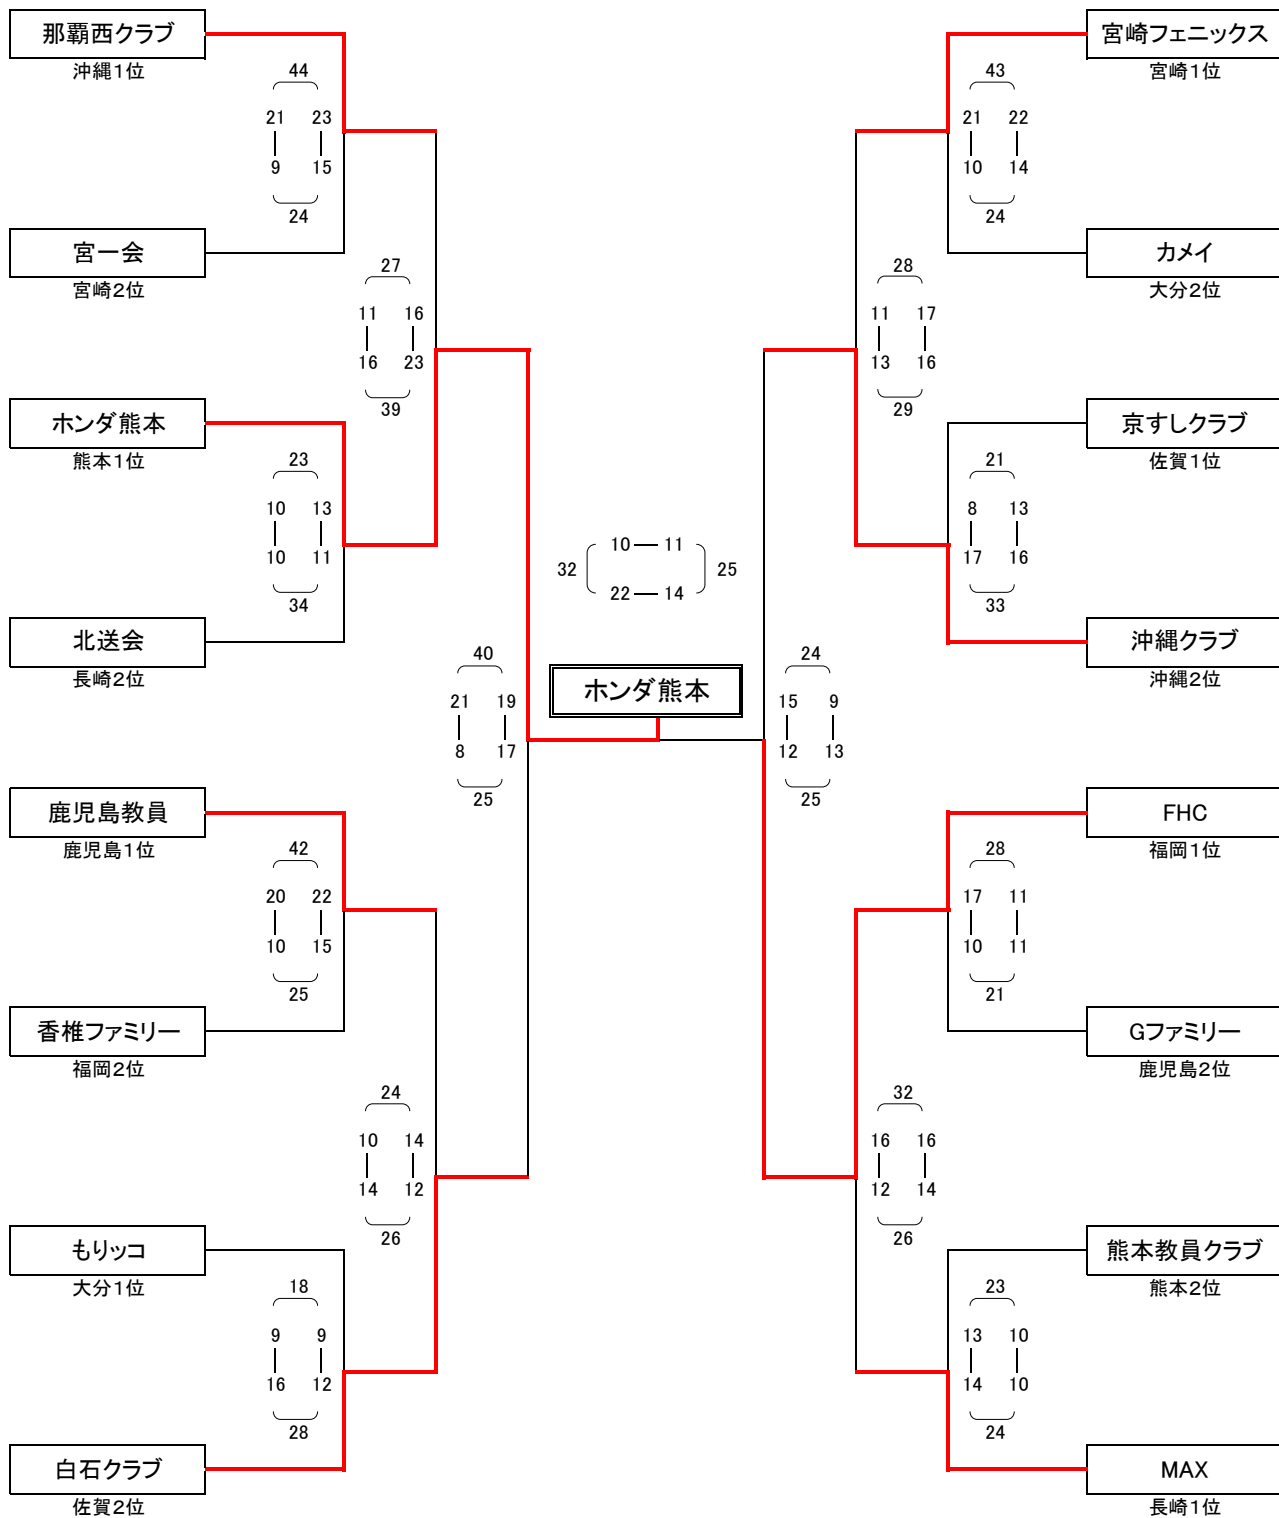 那覇西クラブ
沖縄1位
44
21 23
9 15
24
宮一会
宮崎2位
27
11 16
16 23
39
ホンダ熊本
熊本1位
23
10 13
10 11
34
北送会
長崎2位
40
21 19
8 17
25
鹿児島教員
鹿児島1位
42
20 22
10 15
25
香椎ファミリー
福岡2位
24
10 14
14 12
26
もりッコ
大分1位
18
9 9
16 12
28
白石クラブ
佐賀2位
10 11
32 25
22 14
ホンダ熊本
宮崎フェニックス
宮崎1位
43
21 22
10 14
24
カメイ
大分2位
28
11 17
13 16
29
京すしクラブ
佐賀1位
21
8 13
17 16
33
沖縄クラブ
沖縄2位
24
15 9
12 13
25
FHC
福岡1位
28
17 11
10 11
21
Gファミリー
鹿児島2位
32
16 16
12 14
26
熊本教員クラブ
熊本2位
23
13 10
14 10
24
MAX
長崎1位